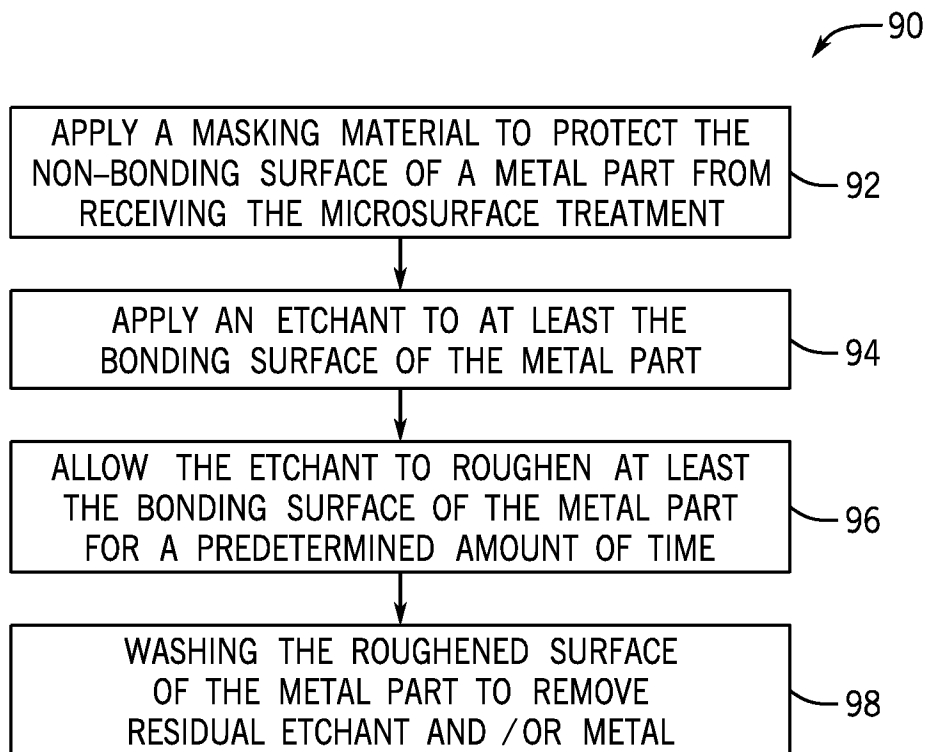 90
APPLY A MASKING MATERIAL TO PROTECT THE
NON-BONDING SURFACE OF A METAL PART FROM
RECEIVING THE MICROSURFACE TREATMENT
92
APPLY AN ETCHANT TO AT LEAST THE
BONDING SURFACE OF THE METAL PART
94
ALLOW THE ETCHANT TO ROUGHEN AT LEAST
THE BONDING SURFACE OF THE METAL PART
FOR A PREDETERMINED AMOUNT OF TIME
96
WASHING THE ROUGHENED SURFACE
OF THE METAL PART TO REMOVE
RESIDUAL ETCHANT AND /OR METAL
98